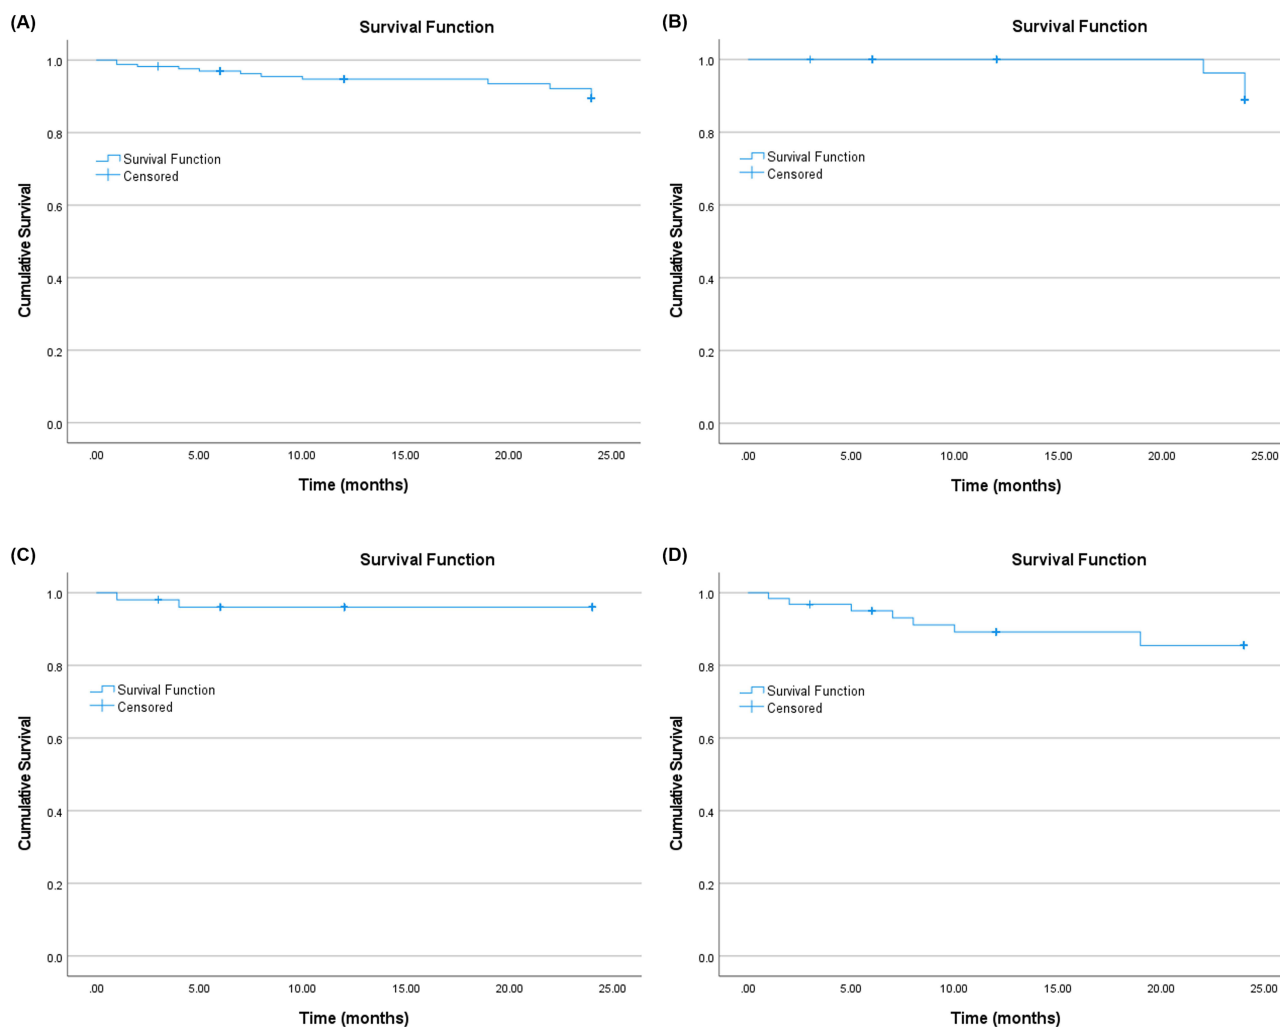 (A)
Survival Function
1.0
0.8
0.6
0.4
0.2
0.0
Cumulative Survival
Survival Function
Censored
.00 5.00 10.00 15.00 20.00 25.00
Time (months)
(B)
Survival Function
1.0
0.8
0.6
0.4
0.2
0.0
Cumulative Survival
Survival Function
Censored
.00 5.00 10.00 15.00 20.00 25.00
Time (months)
(C)
Survival Function
1.0
0.8
0.6
0.4
0.2
0.0
Cumulative Survival
Survival Function
Censored
.00 5.00 10.00 15.00 20.00 25.00
Time (months)
(D)
Survival Function
1.0
0.8
0.6
0.4
0.2
0.0
Cumulative Survival
Survival Function
Censored
.00 5.00 10.00 15.00 20.00 25.00
Time (months)